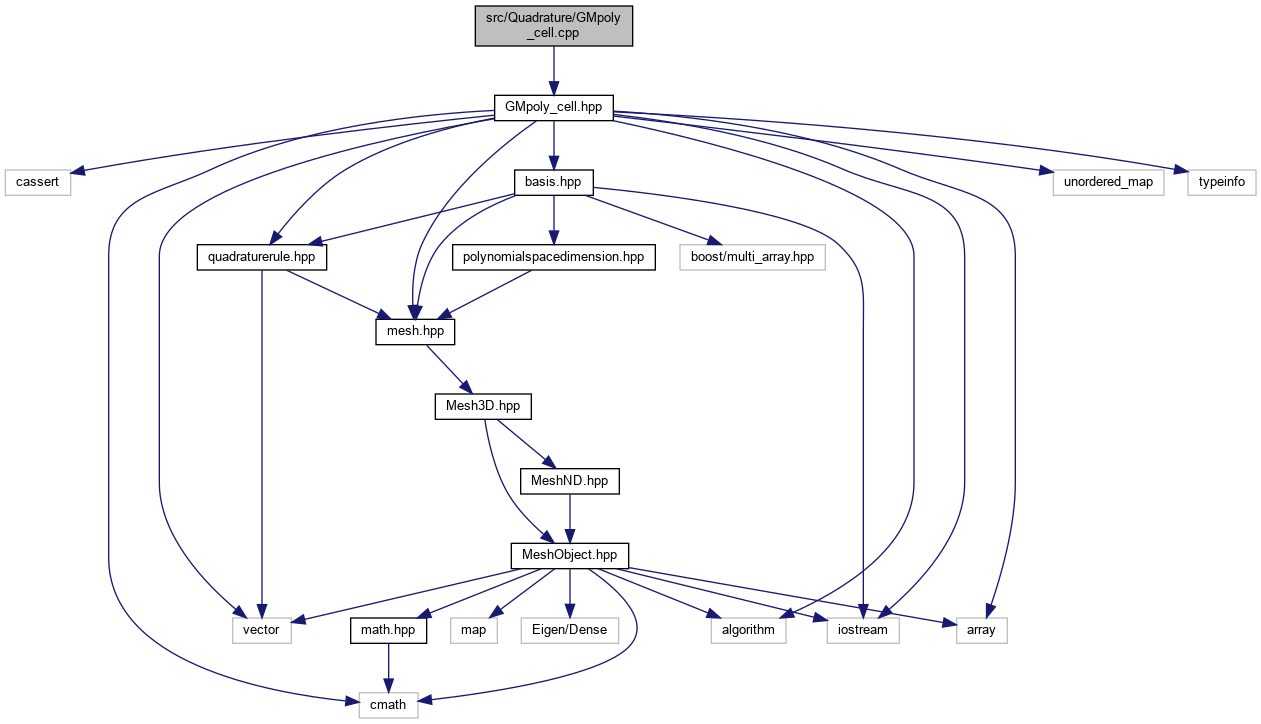 src/Quadrature/GMpoly
_cell.cpp
GMpoly_cell.hpp
cassert
basis.hpp
unordered_map
typeinfo
quadraturerule.hpp
polynomialspacedimension.hpp
boost/multi_array.hpp
mesh.hpp
Mesh3D.hpp
MeshND.hpp
MeshObject.hpp
vector
math.hpp
map
Eigen/Dense
algorithm
iostream
array
cmath